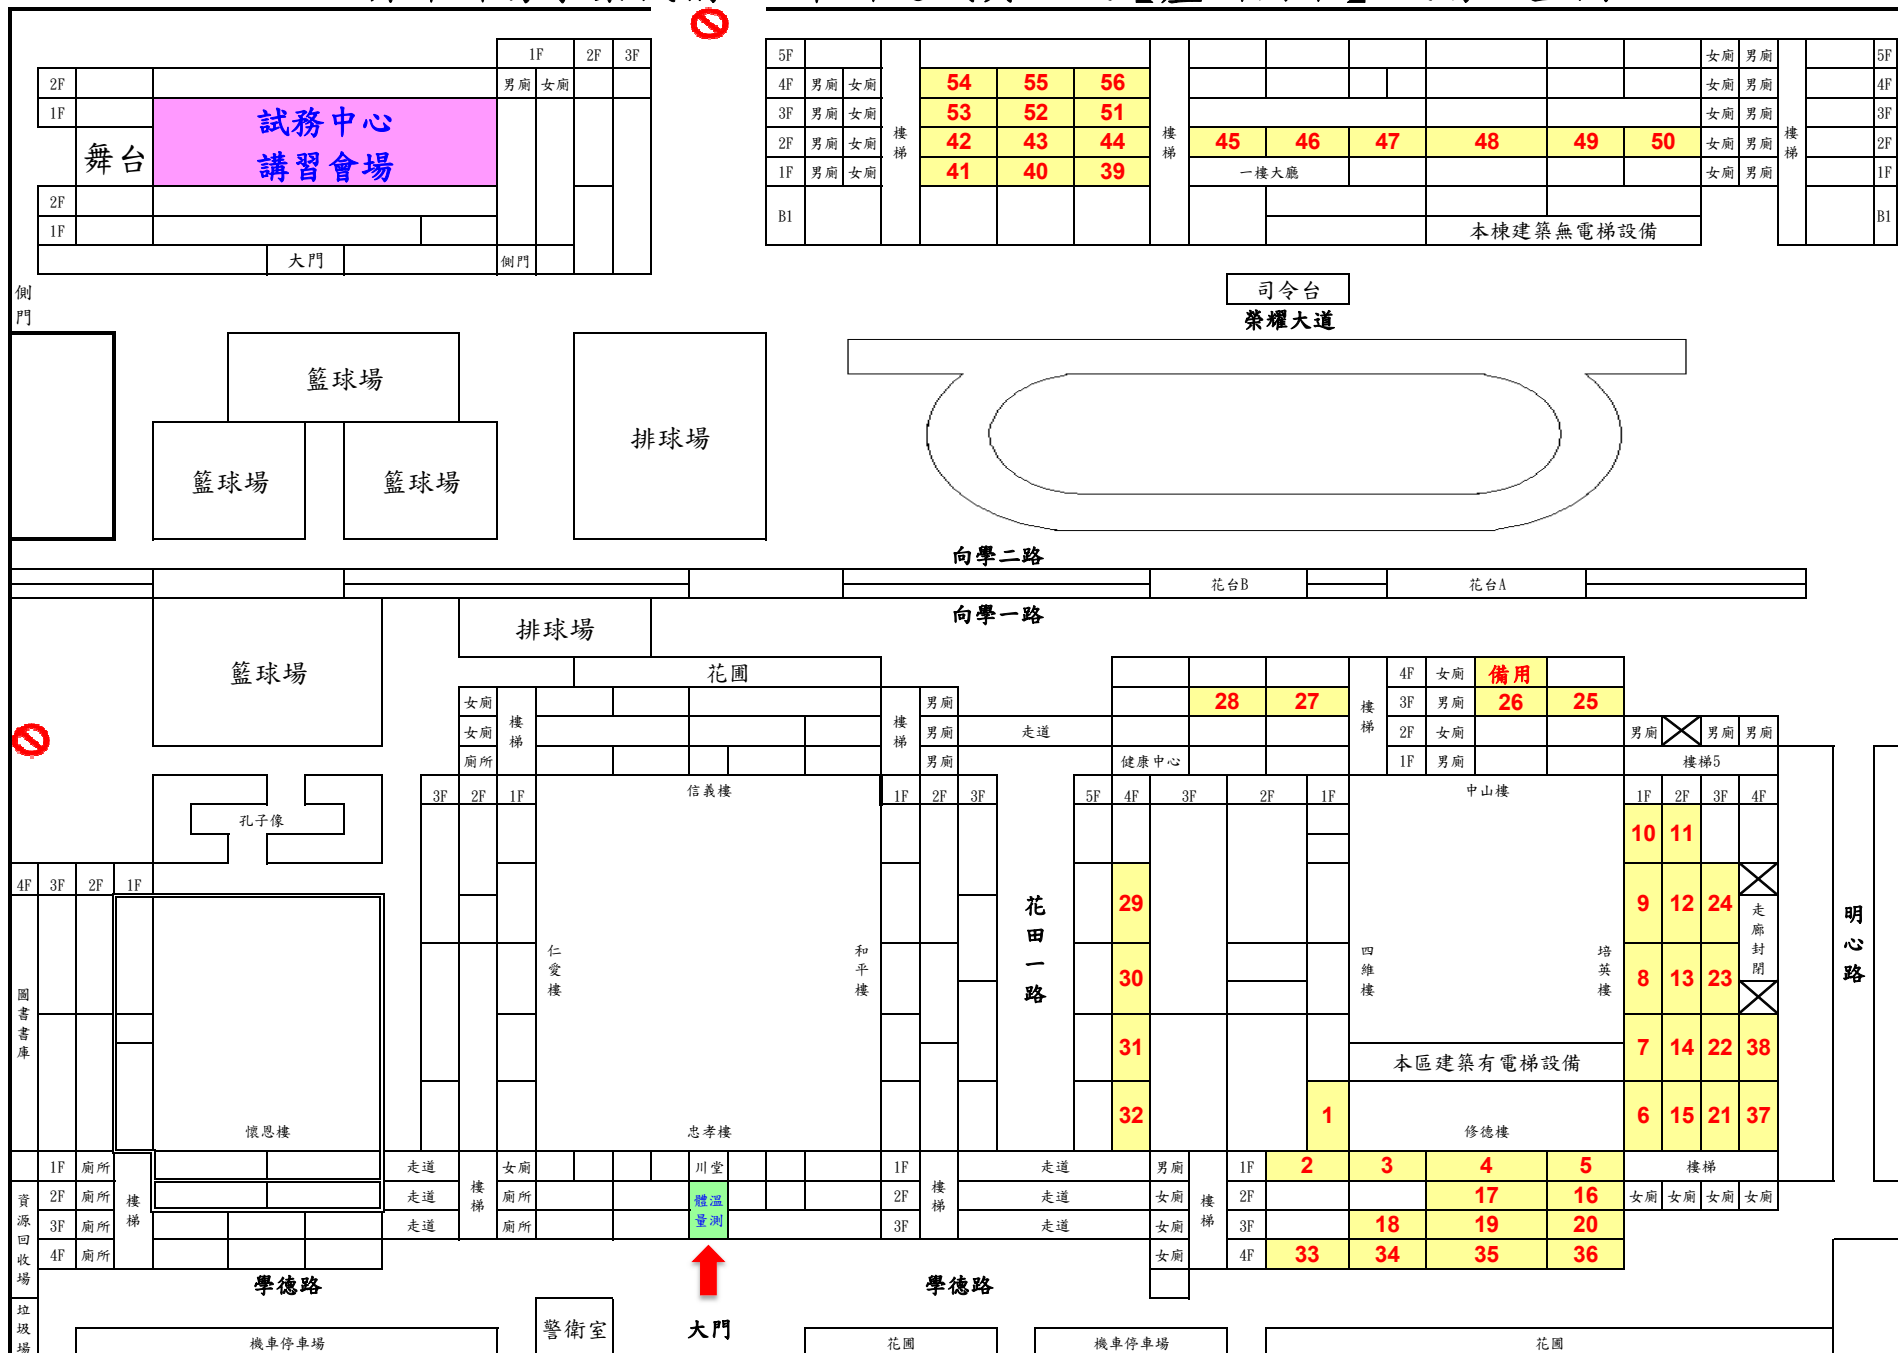 1F 2F 3F
2F 男廁 女廁
1F 試務中心
舞台 講習會場
2F
1F
大門 側門
側門
5F 女廁 男廁 5F
4F 男廁 女廁 54 55 56 女廁 男廁 4F
3F 男廁 女廁 53 52 51 女廁 男廁 3F
樓梯 樓梯 樓梯
2F 男廁 女廁 42 43 44 45 46 47 48 49 50 女廁 男廁 2F
1F 男廁 女廁 41 40 39 一樓大廳 女廁 男廁 1F
B1 B1
本棟建築無電梯設備
司令台
榮耀大道
籃球場
排球場
籃球場 籃球場
向學二路
花台B 花台A
向學一路
排球場
籃球場
花圃
4F 女廁 備用
女廁 男廁 28 27 3F 男廁 26 25
樓梯 樓梯 樓梯
女廁 男廁 走道 2F 女廁 男廁 男廁 男廁
廁所 男廁 健康中心 1F 男廁 樓梯5
3F 2F 1F 信義樓 1F 2F 3F 5F 4F 3F 2F 1F 中山樓 1F 2F 3F 4F
孔子像
10 11
4F 3F 2F 1F
29 9 12 24
走廊封閉
花田一路
明心路
仁愛樓 和平樓 四維樓 培英樓
30 8 13 23
圖書書庫
31 7 14 22 38
本區建築有電梯設備
32 1 6 15 21 37
懷恩樓 忠孝樓 修德樓
1F 廁所 走道 女廁 川堂 1F 走道 男廁 1F 2 3 4 5 樓梯
2F 廁所 走道 廁所 體溫 2F 走道 女廁 2F 17 16 女廁 女廁 女廁 女廁
樓梯 樓梯 樓梯 樓梯
3F 廁所 走道 廁所 量測 3F 走道 女廁 3F 18 19 20
4F 廁所 女廁 4F 33 34 35 36
資源回收場
學德路 學德路
垃圾場
警衛室 大門
機車停車場 花圃 機車停車場 花圃